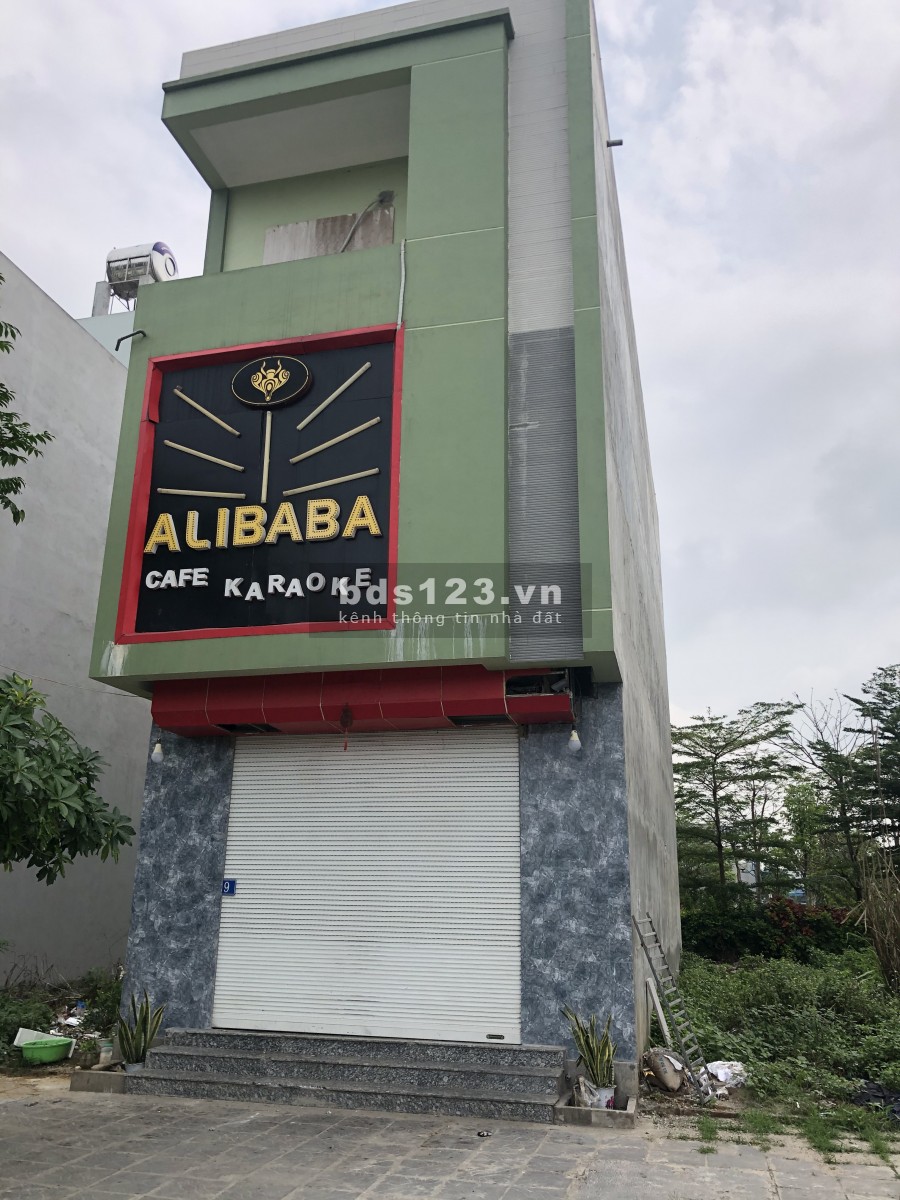 ALIBABA
CAFE KARAOKE
bds123.vn
kênh thông tin nhà đất
9